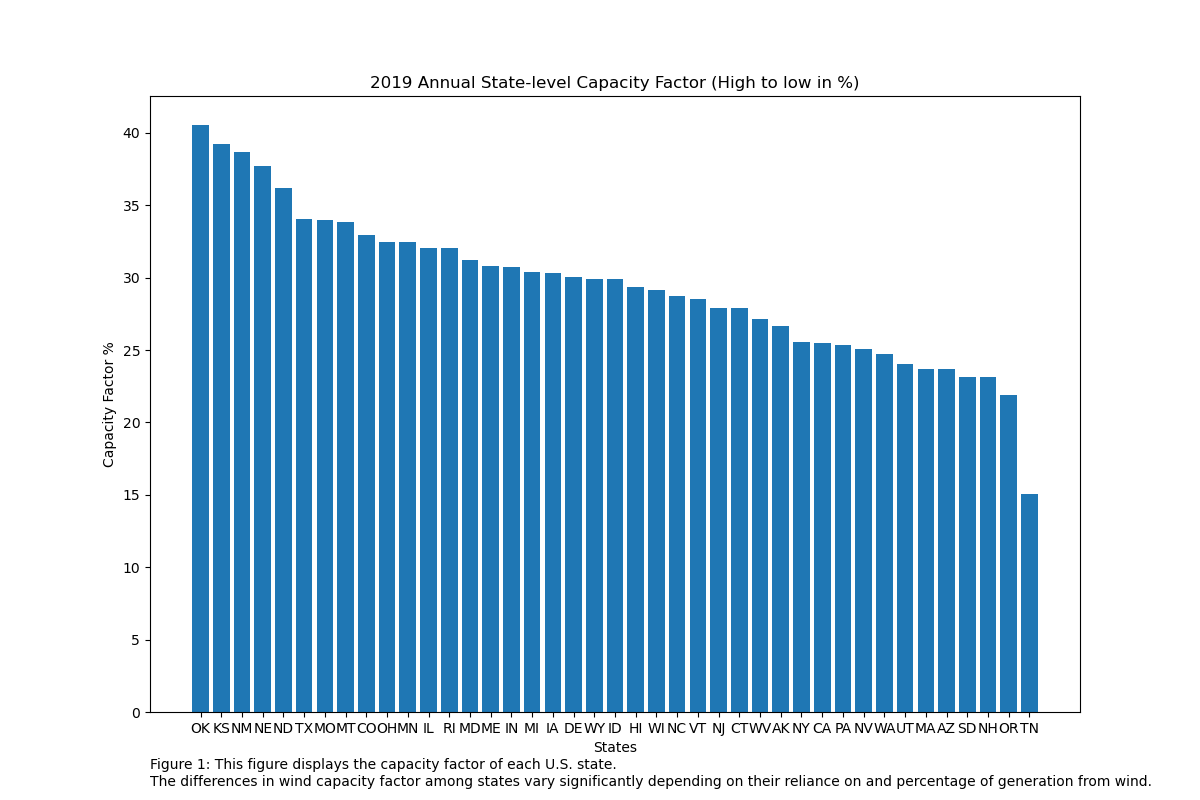 2019 Annual State-level Capacity Factor (High to low in %)
40
35
30
25
20
15
10
5
0
Capacity Factor %
OK KS NM NE ND TX MO MT CO OH MN IL RI MD ME IN MI IA DE WY ID HI WI NC VT NJ CT WV AK NY CA PA NV WA UT MA AZ SD NH OR TN
States
Figure 1: This figure displays the capacity factor of each U.S. state.
The differences in wind capacity factor among states vary significantly depending on their reliance on and percentage of generation from wind.